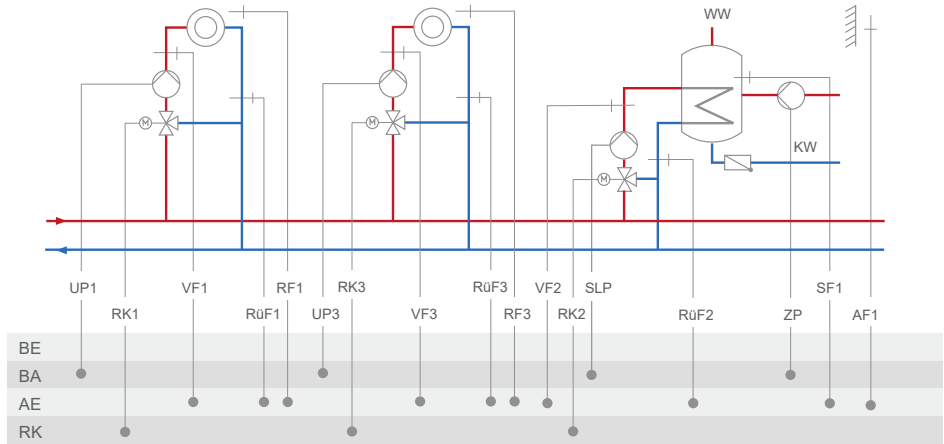 WW
M
M
KW
M
UP1
VF1
RF1
RK3
RüF3
VF2
SLP
SF1
RK1
RüF1
UP3
VF3
RF3
RK2
RüF2
ZP
AF1
BE
BA
AE
RK